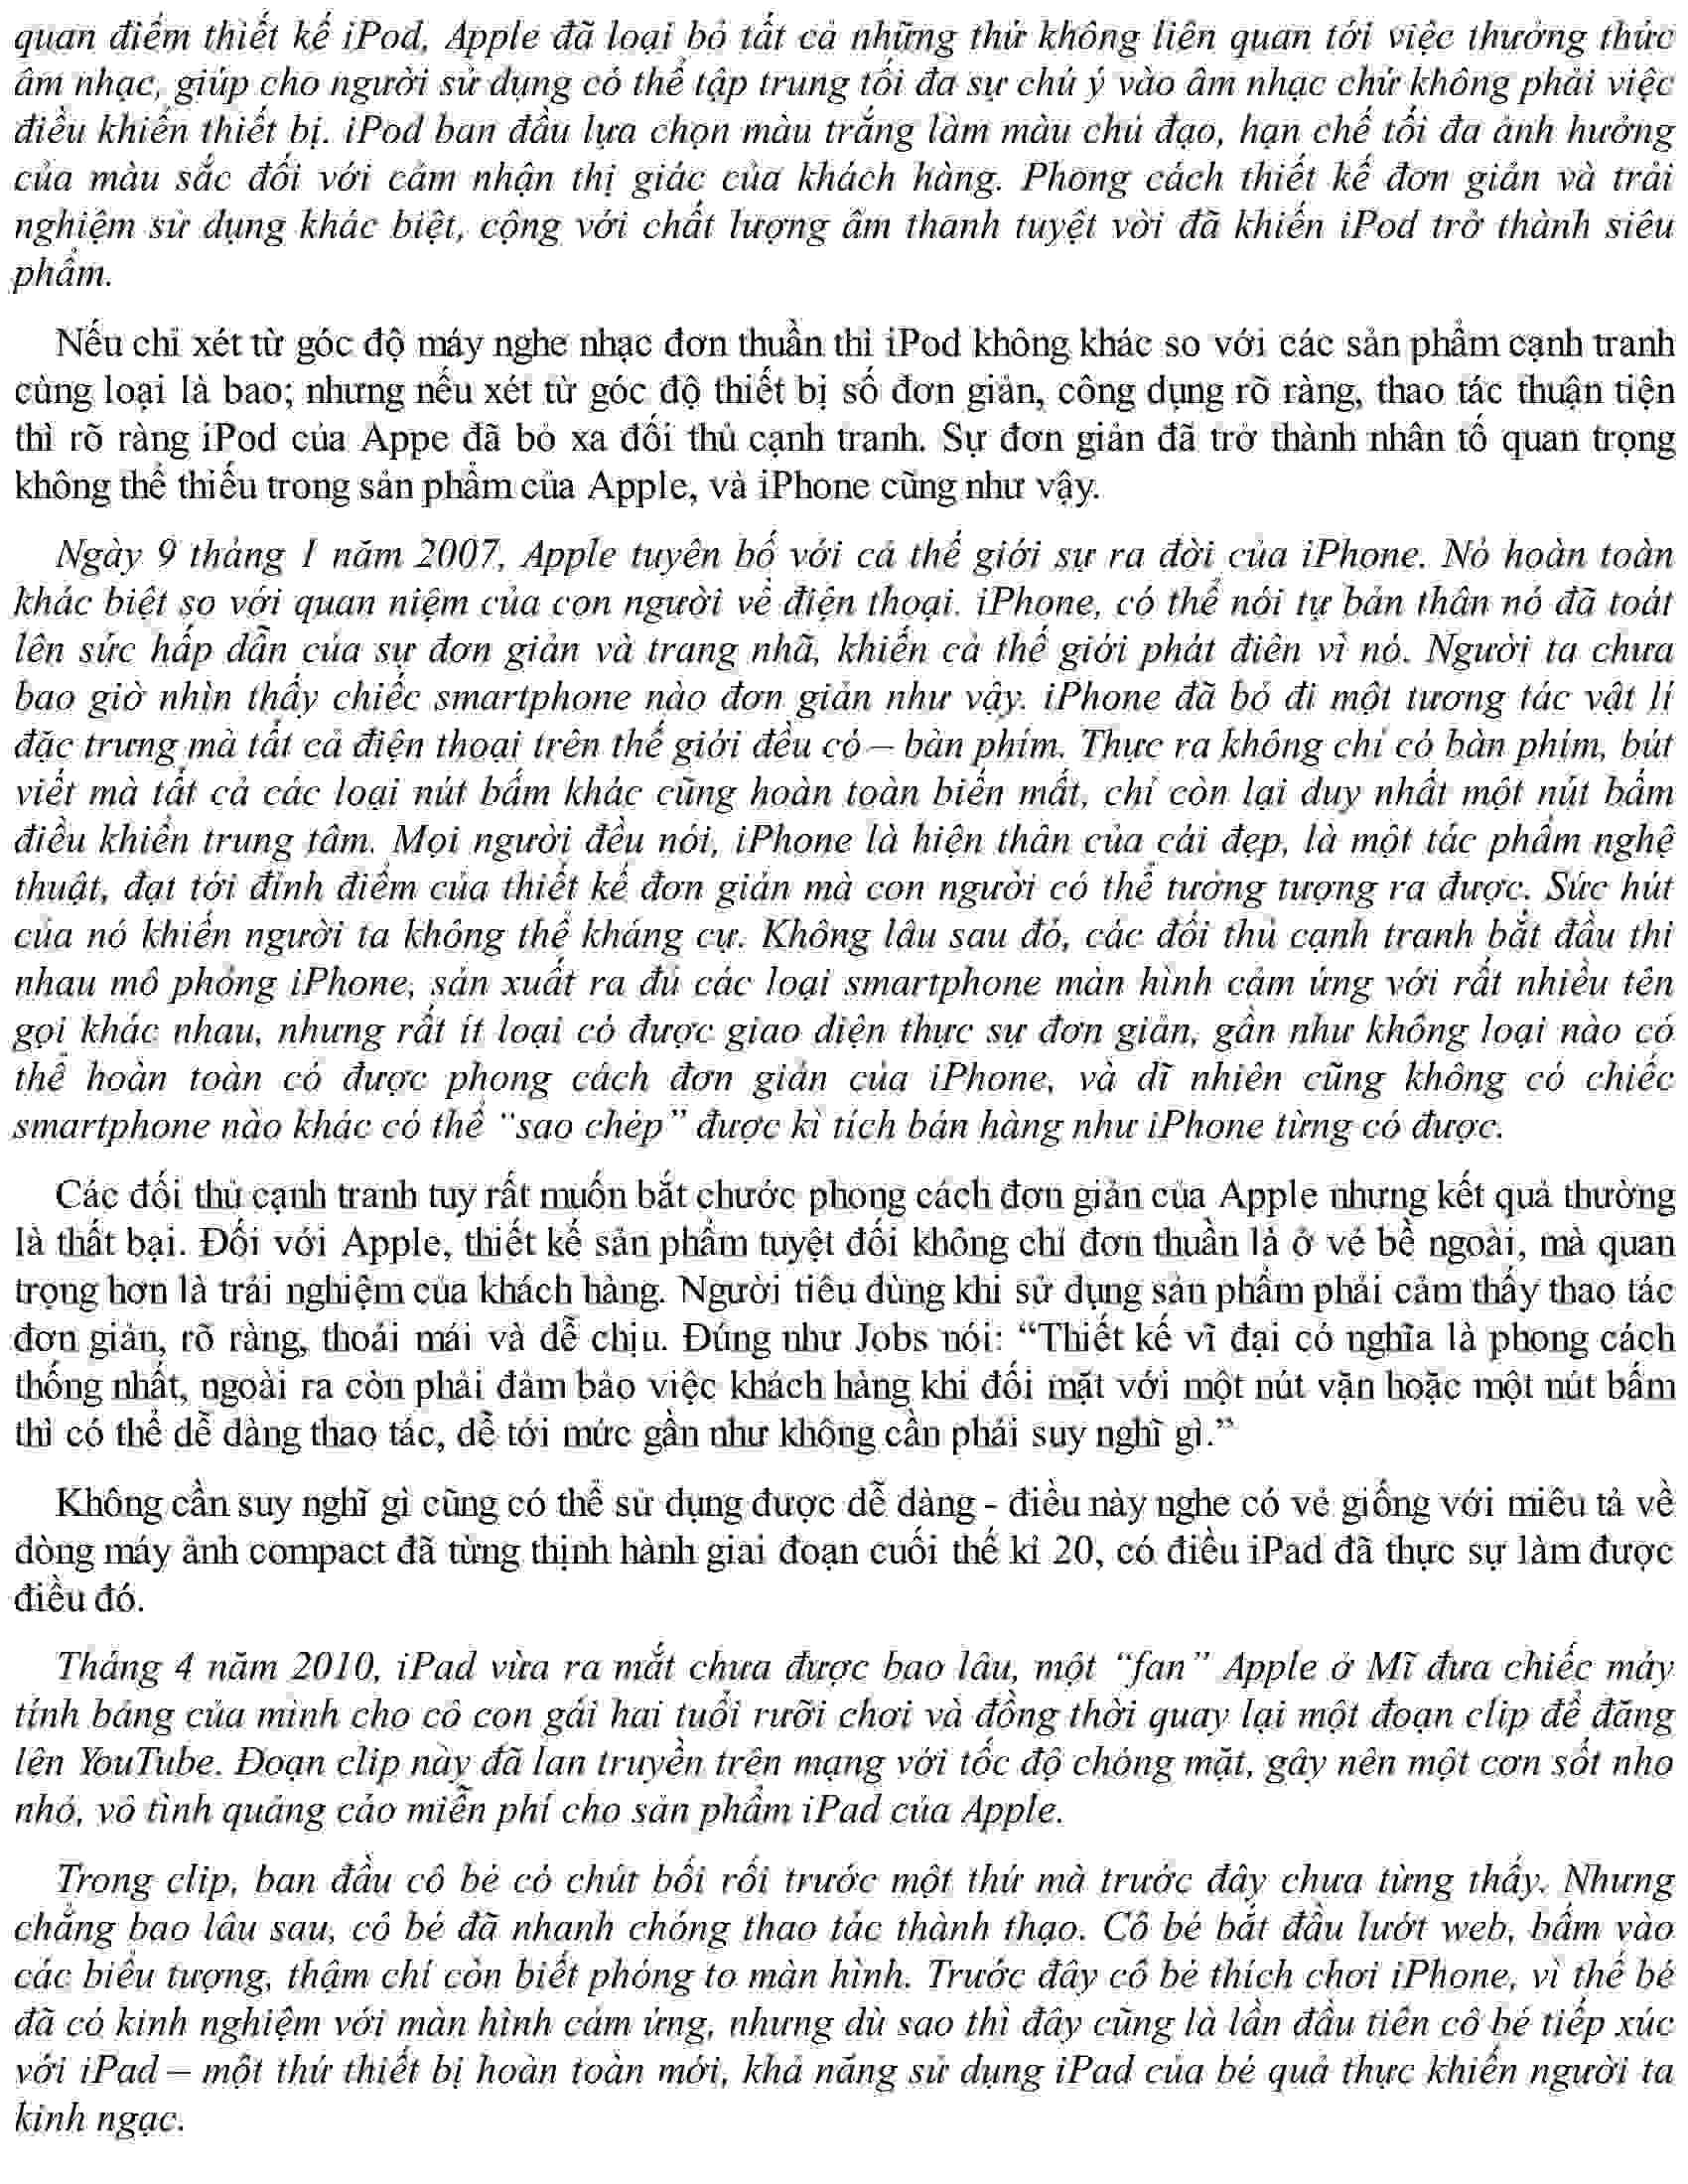 quan điểm thiết kế iPod, Apple đã loại bỏ tất cả những thứ không liên quan tới việc thưởng thức
âm nhạc, giúp cho người sử dụng có thể tập trung tối đa sự chú ý vào âm nhạc chứ không phải việc
điều khiển thiết bị. iPod ban đầu lựa chọn màu trắng làm màu chủ đạo, hạn chế tối đa ảnh hưởng
của màu sắc đối với cảm nhận thị giác của khách hàng. Phong cách thiết kế đơn giản và trải
nghiệm sử dụng khác biệt, cộng với chất lượng âm thanh tuyệt vời đã khiến iPod trở thành siêu
phẩm.
Nếu chỉ xét từ góc độ máy nghe nhạc đơn thuần thì iPod không khác so với các sản phẩm cạnh tranh
cùng loại là bao; nhưng nếu xét từ góc độ thiết bị số đơn giản, công dụng rõ ràng, thao tác thuận tiện
thì rõ ràng iPod của Appe đã bỏ xa đối thủ cạnh tranh. Sự đơn giản đã trở thành nhân tố quan trọng
không thể thiếu trong sản phẩm của Apple, và iPhone cũng như vậy.
Ngày 9 tháng 1 năm 2007, Apple tuyên bố với cả thế giới sự ra đời của iPhone. Nó hoàn toàn
khác biệt so với quan niệm của con người về điện thoại. iPhone, có thể nói tự bản thân nó đã toát
lên sức hấp dẫn của sự đơn giản và trang nhã, khiến cả thế giới phát điên vì nó. Người ta chưa
bao giờ nhìn thấy chiếc smartphone nào đơn giản như vậy. iPhone đã bỏ đi một tương tác vật lí
đặc trưng mà tất cả điện thoại trên thế giới đều có – bàn phím. Thực ra không chỉ có bàn phím, bút
viết mà tất cả các loại nút bấm khác cũng hoàn toàn biến mất, chỉ còn lại duy nhất một nút bấm
điều khiển trung tâm. Mọi người đều nói, iPhone là hiện thân của cái đẹp, là một tác phẩm nghệ
thuật, đạt tới đỉnh điểm của thiết kế đơn giản mà con người có thể tưởng tượng ra được. Sức hút
của nó khiến người ta không thể kháng cự. Không lâu sau đó, các đối thủ cạnh tranh bắt đầu thi
nhau mô phỏng iPhone, sản xuất ra đủ các loại smartphone màn hình cảm ứng với rất nhiều tên
gọi khác nhau, nhưng rất ít loại có được giao diện thực sự đơn giản, gần như không loại nào có
thể hoàn toàn có được phong cách đơn giản của iPhone, và dĩ nhiên cũng không có chiếc
smartphone nào khác có thể “sao chép” được kì tích bán hàng như iPhone từng có được.
Các đối thủ cạnh tranh tuy rất muốn bắt chước phong cách đơn giản của Apple nhưng kết quả thường
là thất bại. Đối với Apple, thiết kế sản phẩm tuyệt đối không chỉ đơn thuần là ở vẻ bề ngoài, mà quan
trọng hơn là trải nghiệm của khách hàng. Người tiêu dùng khi sử dụng sản phẩm phải cảm thấy thao tác
đơn giản, rõ ràng, thoải mái và dễ chịu. Đúng như Jobs nói: “Thiết kế vĩ đại có nghĩa là phong cách
thống nhất, ngoài ra còn phải đảm bảo việc khách hàng khi đối mặt với một nút vặn hoặc một nút bấm
thì có thể dễ dàng thao tác, dễ tới mức gần như không cần phải suy nghĩ gì.”
Không cần suy nghĩ gì cũng có thể sử dụng được dễ dàng - điều này nghe có vẻ giống với miêu tả về
dòng máy ảnh compact đã từng thịnh hành giai đoạn cuối thế kỉ 20, có điều iPad đã thực sự làm được
điều đó.
Tháng 4 năm 2010, iPad vừa ra mắt chưa được bao lâu, một “fan” Apple ở Mĩ đưa chiếc máy
tính bảng của mình cho cô con gái hai tuổi rưỡi chơi và đồng thời quay lại một đoạn clip để đăng
lên YouTube. Đoạn clip này đã lan truyền trên mạng với tốc độ chóng mặt, gây nên một cơn sốt nho
nhỏ, vô tình quảng cáo miễn phí cho sản phẩm iPad của Apple.
Trong clip, ban đầu cô bé có chút bối rối trước một thứ mà trước đây chưa từng thấy. Nhưng
chẳng bao lâu sau, cô bé đã nhanh chóng thao tác thành thạo. Cô bé bắt đầu lướt web, bấm vào
các biểu tượng, thậm chí còn biết phóng to màn hình. Trước đây cô bé thích chơi iPhone, vì thế bé
đã có kinh nghiệm với màn hình cảm ứng, nhưng dù sao thì đây cũng là lần đầu tiên cô bé tiếp xúc
với iPad – một thứ thiết bị hoàn toàn mới, khả năng sử dụng iPad của bé quả thực khiến người ta
kinh ngạc.